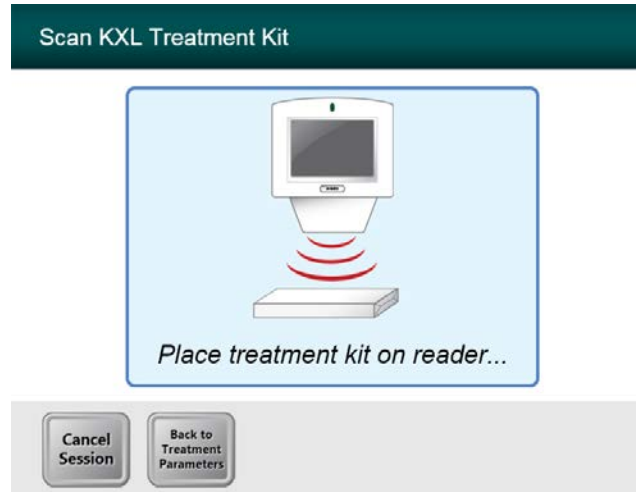 Scan KXL Treatment Kit
Place treatment kit on reader...
Cancel
Session
Back to
Treatment
Parameters